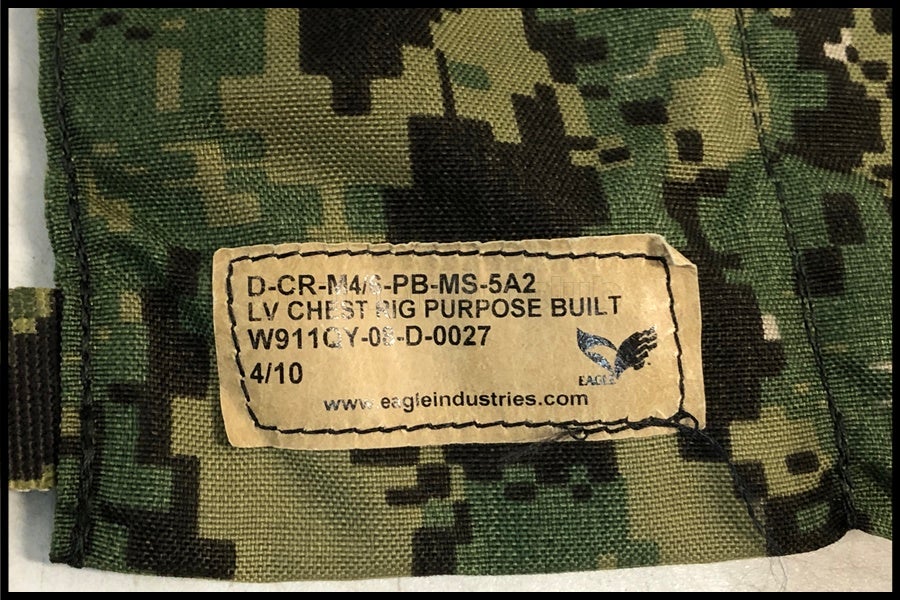 D-CR-M4/6-PB-MS-5A2
LV CHEST RIG PURPOSE BUILT
W911QY-08-D-0027
4/10
EAGLE
www.eagleindustries.com